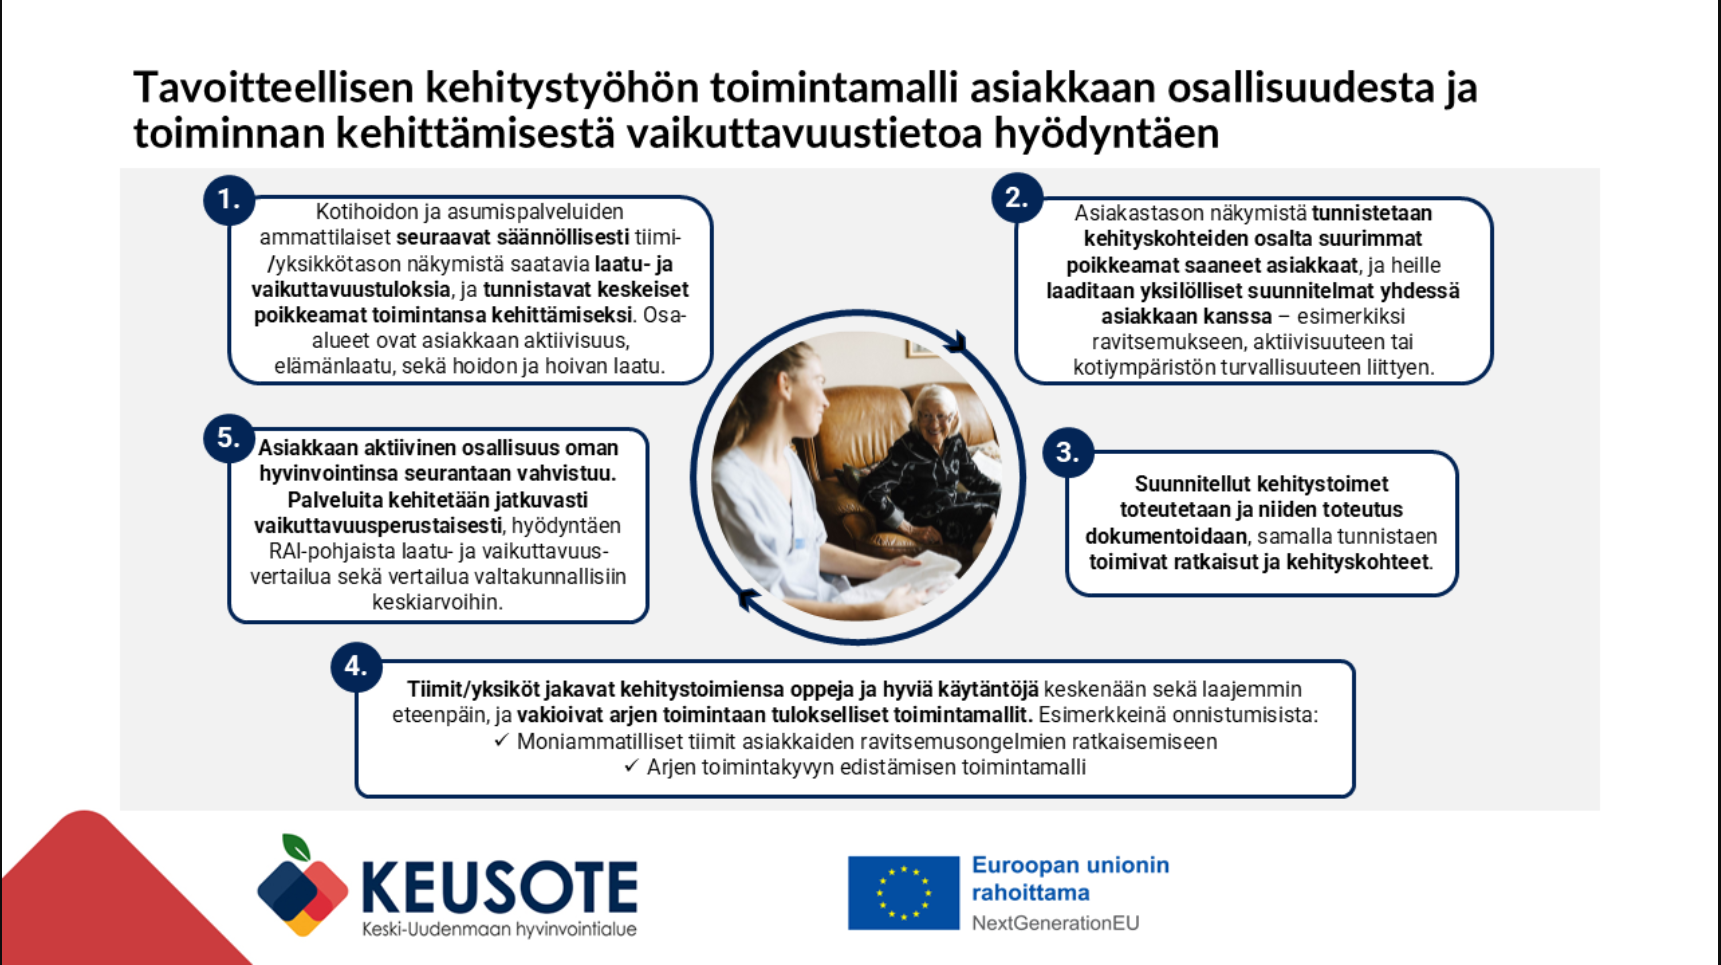 Tavoitteellisen kehitystyöhön toimintamalli asiakkaan osallisuudesta ja
toiminnan kehittämisestä vaikuttavuustietoa hyödyntäen
1.
Kotihoidon ja asumispalveluiden
ammattilaiset seuraavat säännöllisesti tiimi-
/yksikkötason näkymistä saatavia laatu- ja
vaikuttavuustuloksia, ja tunnistavat keskeiset
poikkeamat toimintansa kehittämiseksi. Osa-
alueet ovat asiakkaan aktiivisuus,
elämänlaatu, sekä hoidon ja hoivan laatu.
2.
Asiakastason näkymistä tunnistetaan
kehityskohteiden osalta suurimmat
poikkeamat saaneet asiakkaat, ja heille
laaditaan yksilölliset suunnitelmat yhdessä
asiakkaan kanssa – esimerkiksi
ravitsemukseen, aktiivisuuteen tai
kotiympäristön turvallisuuteen liittyen.
3.
Suunnitellut kehitystoimet
toteutetaan ja niiden toteutus
dokumentoidaan, samalla tunnistaen
toimivat ratkaisut ja kehityskohteet.
4.
Tiimit/yksiköt jakavat kehitystoimiensa oppeja ja hyviä käytäntöjä keskenään sekä laajemmin
eteenpäin, ja vakioivat arjen toimintaan tulokselliset toimintamallit. Esimerkkeinä onnistumisista:
✓ Moniammatilliset tiimit asiakkaiden ravitsemusongelmien ratkaisemiseen
✓ Arjen toimintakyvyn edistämisen toimintamalli
5.
Asiakkaan aktiivinen osallisuus oman
hyvinvointinsa seurantaan vahvistuu.
Palveluita kehitetään jatkuvasti
vaikuttavuusperustaisesti, hyödyntäen
RAI-pohjaista laatu- ja vaikuttavuus-
vertailua sekä vertailua valtakunnallisiin
keskiarvoihin.
KEUSOTE
Keski-Uudenmaan hyvinvointialue
Euroopan unionin
rahoittama
NextGenerationEU